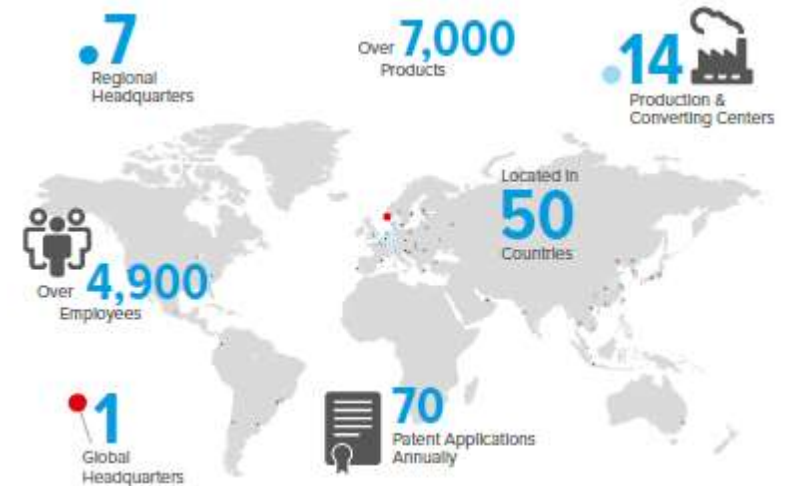 7
Regional
Headquarters
Over 7,000
Products
14
Production &
Converting Centers
Located in
50
Countries
Over 4,900
Employees
1
Global
Headquarters
70
Patent Applications
Annually